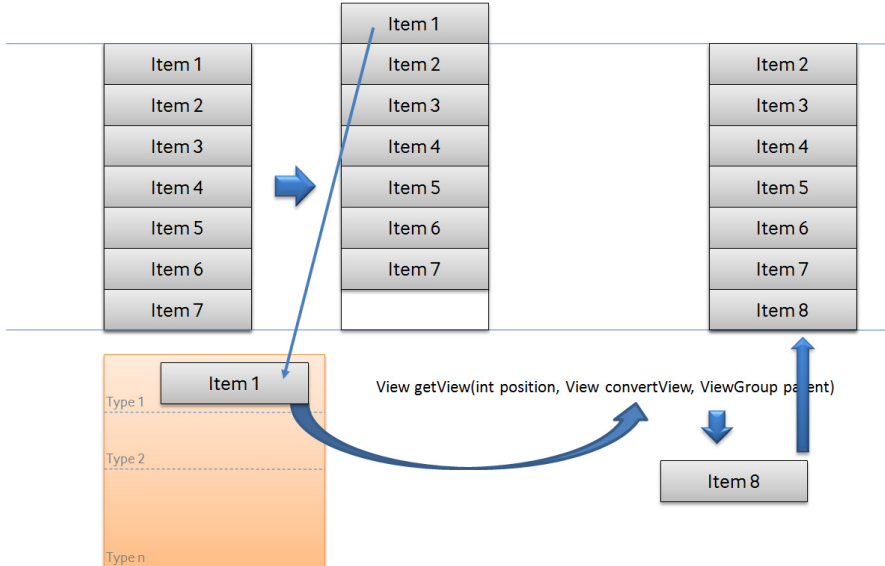 Item 1
Item 2
Item 3
Item 4
Item 5
Item 6
Item 7
Item 1
Item 2
Item 3
Item 4
Item 5
Item 6
Item 7
Item 2
Item 3
Item 4
Item 5
Item 6
Item 7
Item 8
Item 1
Type 1
Type 2
Type n
View getView(int position, View convertView, ViewGroup parent)
Item 8